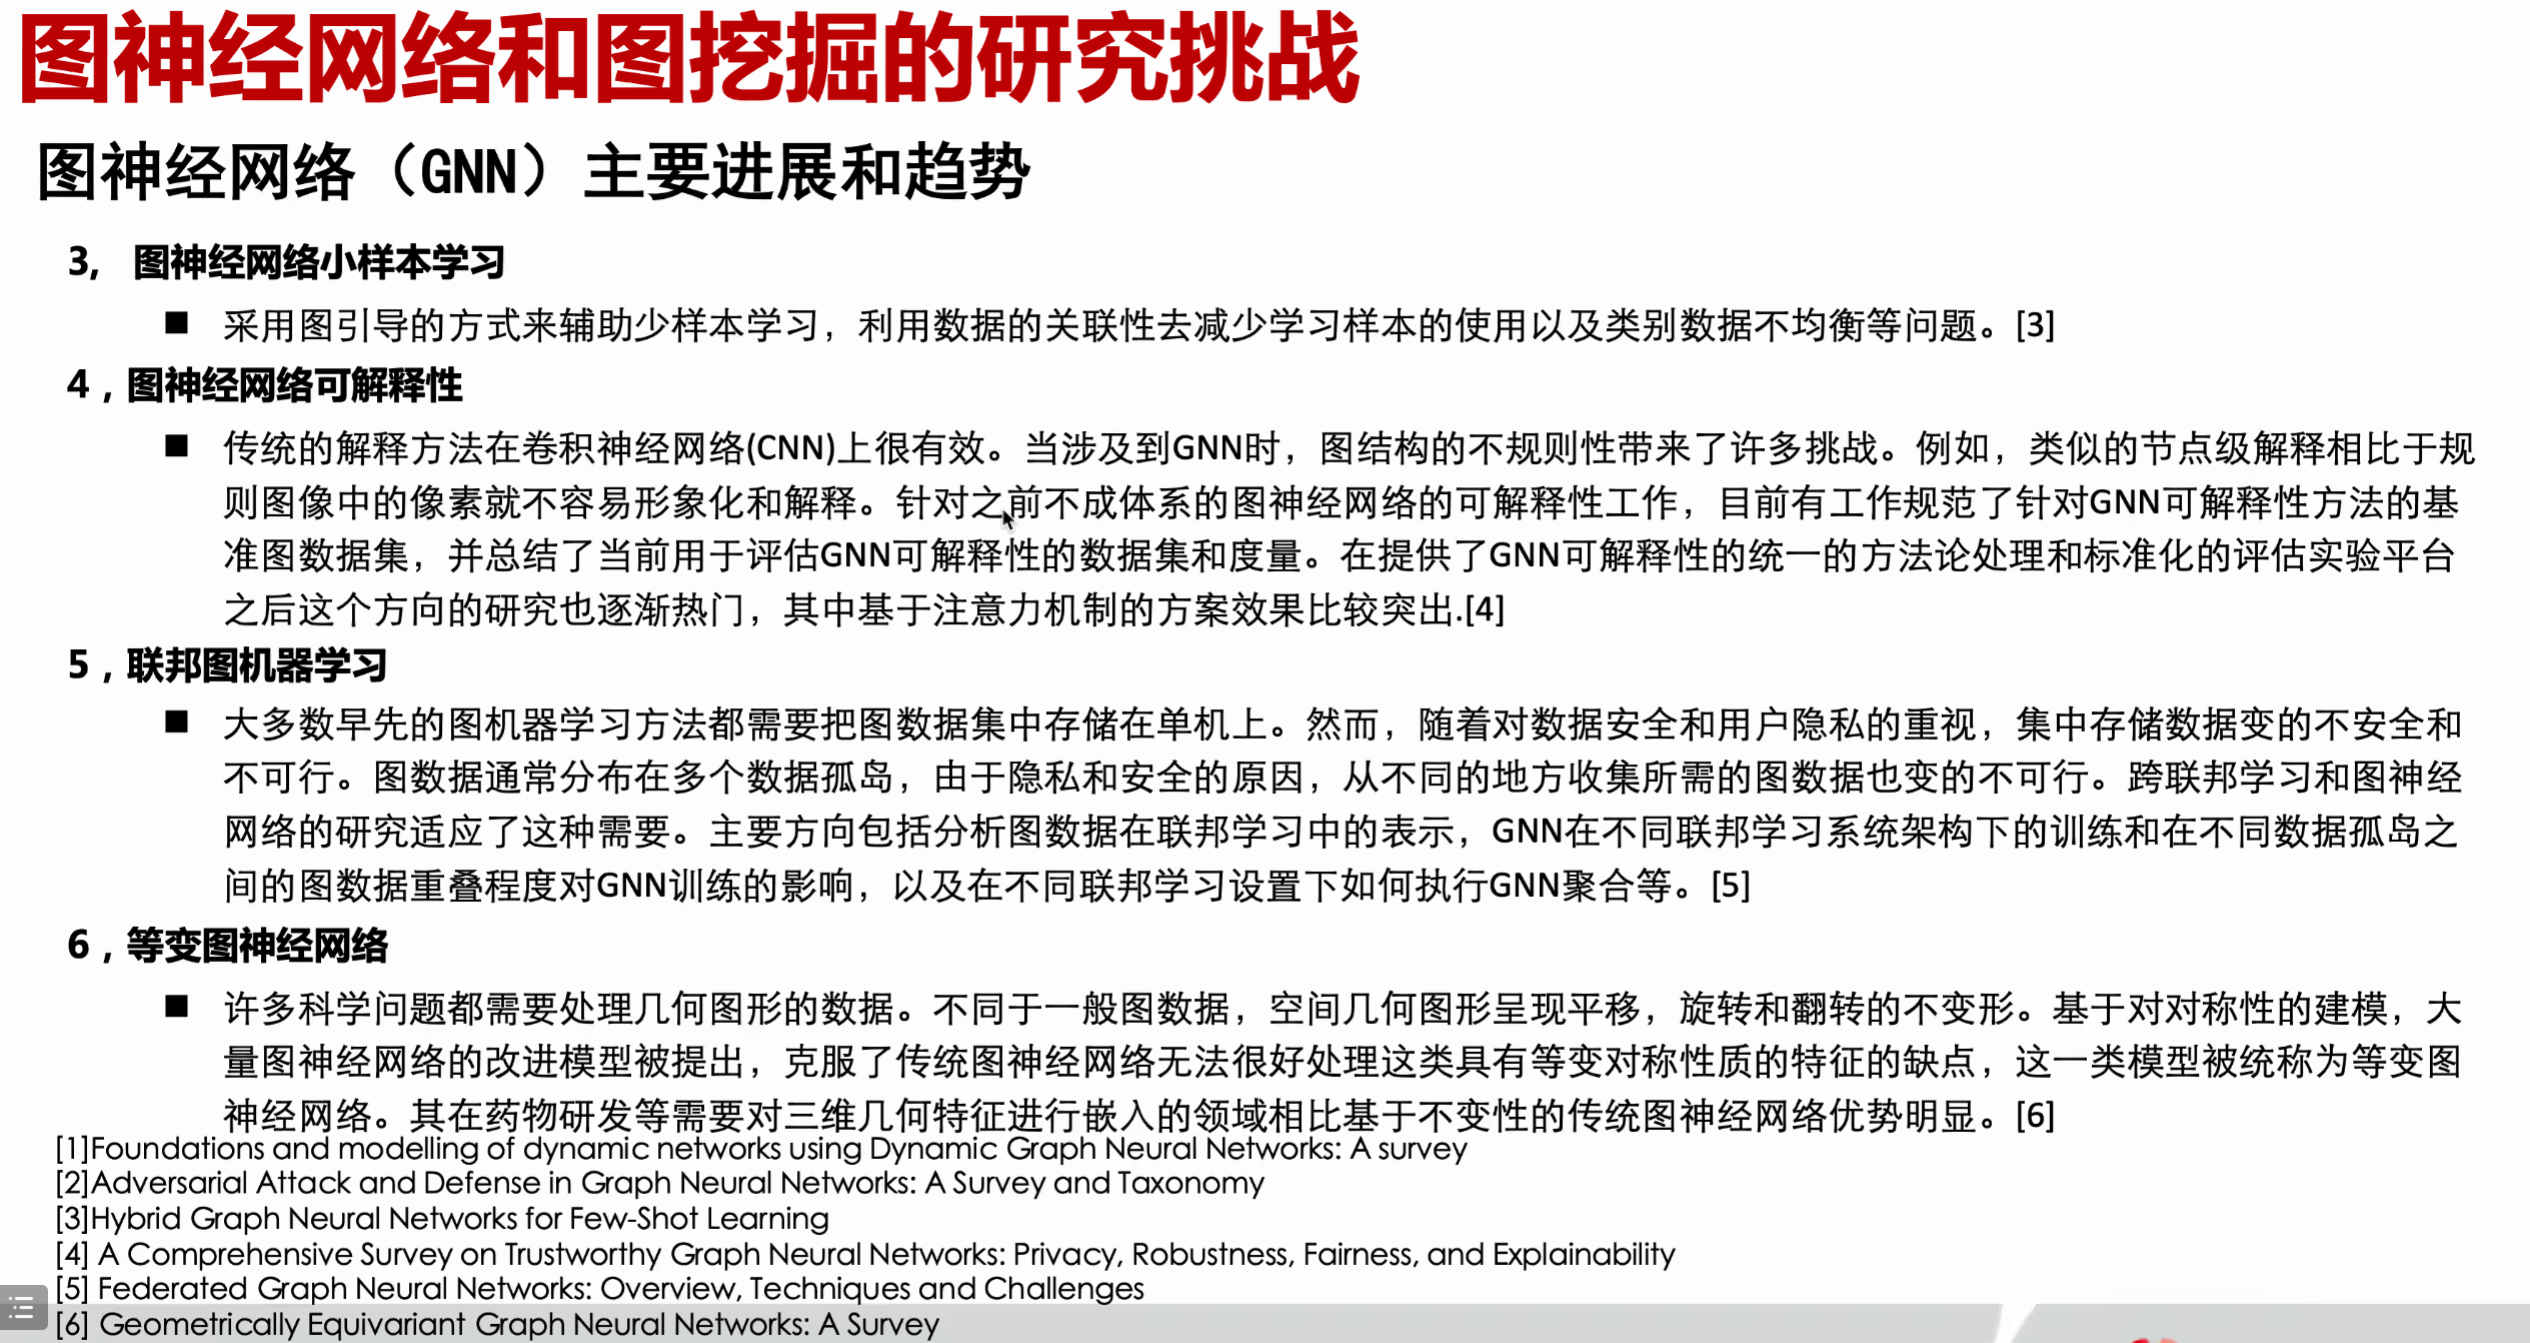 图神经网络和图挖掘的研究挑战
图神经网络（GNN）主要进展和趋势
3， 图神经网络小样本学习
■ 采用图引导的方式来辅助少样本学习，利用数据的关联性去减少学习样本的使用以及类别数据不均衡等问题。[3]
4，图神经网络可解释性
■ 传统的解释方法在卷积神经网络(CNN)上很有效。当涉及到GNN时，图结构的不规则性带来了许多挑战。例如，类似的节点级解释相比于规
则图像中的像素就不容易形象化和解释。针对之前不成体系的图神经网络的可解释性工作，目前有工作规范了针对GNN可解释性方法的基
准图数据集，并总结了当前用于评估GNN可解释性的数据集和度量。在提供了GNN可解释性的统一的方法论处理和标准化的评估实验平台
之后这个方向的研究也逐渐热门，其中基于注意力机制的方案效果比较突出.[4]
5，联邦图机器学习
■ 大多数早先的图机器学习方法都需要把图数据集中存储在单机上。然而，随着对数据安全和用户隐私的重视，集中存储数据变的不安全和
不可行。图数据通常分布在多个数据孤岛，由于隐私和安全的原因，从不同的地方收集所需的图数据也变的不可行。跨联邦学习和图神经
网络的研究适应了这种需要。主要方向包括分析图数据在联邦学习中的表示，GNN在不同联邦学习系统架构下的训练和在不同数据孤岛之
间的图数据重叠程度对GNN训练的影响，以及在不同联邦学习设置下如何执行GNN聚合等。[5]
6，等变图神经网络
■ 许多科学问题都需要处理几何图形的数据。不同于一般图数据，空间几何图形呈现平移，旋转和翻转的不变形。基于对对称性的建模，大
量图神经网络的改进模型被提出，克服了传统图神经网络无法很好处理这类具有等变对称性质的特征的缺点，这一类模型被统称为等变图
神经网络。其在药物研发等需要对三维几何特征进行嵌入的领域相比基于不变性的传统图神经网络优势明显。[6]
[1]Foundations and modelling of dynamic networks using Dynamic Graph Neural Networks: A survey
[2]Adversarial Attack and Defense in Graph Neural Networks: A Survey and Taxonomy
[3]Hybrid Graph Neural Networks for Few-Shot Learning
[4] A Comprehensive Survey on Trustworthy Graph Neural Networks: Privacy, Robustness, Fairness, and Explainability
[5] Federated Graph Neural Networks: Overview, Techniques and Challenges
[6] Geometrically Equivariant Graph Neural Networks: A Survey